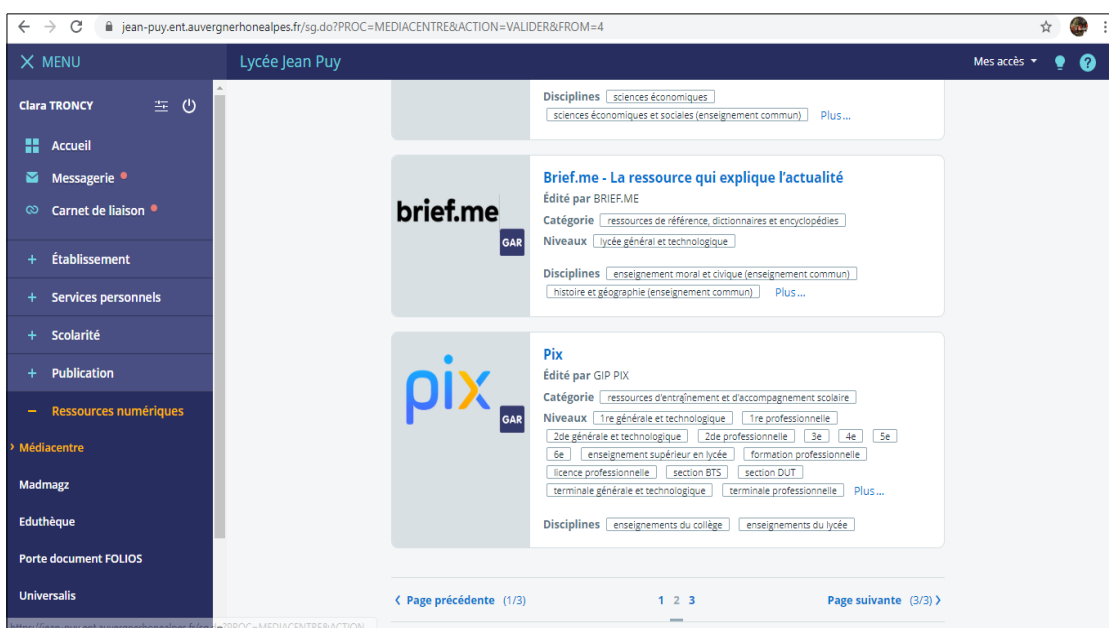 jean-puy.ent.auvergnerhonealpes.fr/sg.do?PROC=MEDIACENTRE&ACTION=VALIDER&FROM=4
MENU
Lycée Jean Puy
Mes accès
Clara TRONCY
Accueil
Messagerie
Carnet de liaison
+ Établissement
+ Services personnels
+ Scolarité
+ Publication
− Ressources numériques
› Médiacentre
Madmagz
Eduthèque
Porte document FOLIOS
Universalis
Disciplines sciences économiques
sciences économiques et sociales (enseignement commun) Plus...
brief.me
GAR
Brief.me - La ressource qui explique l'actualité
Édité par BRIEF.ME
Catégorie ressources de référence, dictionnaires et encyclopédies
Niveaux lycée général et technologique
Disciplines enseignement moral et civique (enseignement commun)
histoire et géographie (enseignement commun) Plus...
pix
GAR
Pix
Édité par GIP PIX
Catégorie ressources d'entraînement et d'accompagnement scolaire
Niveaux 1re générale et technologique 1re professionnelle
2de générale et technologique 2de professionnelle 3e 4e 5e
6e enseignement supérieur en lycée formation professionnelle
licence professionnelle section BTS section DUT
terminale générale et technologique terminale professionnelle Plus...
Disciplines enseignements du collège enseignements du lycée
‹ Page précédente (1/3) 1 2 3 Page suivante (3/3) ›